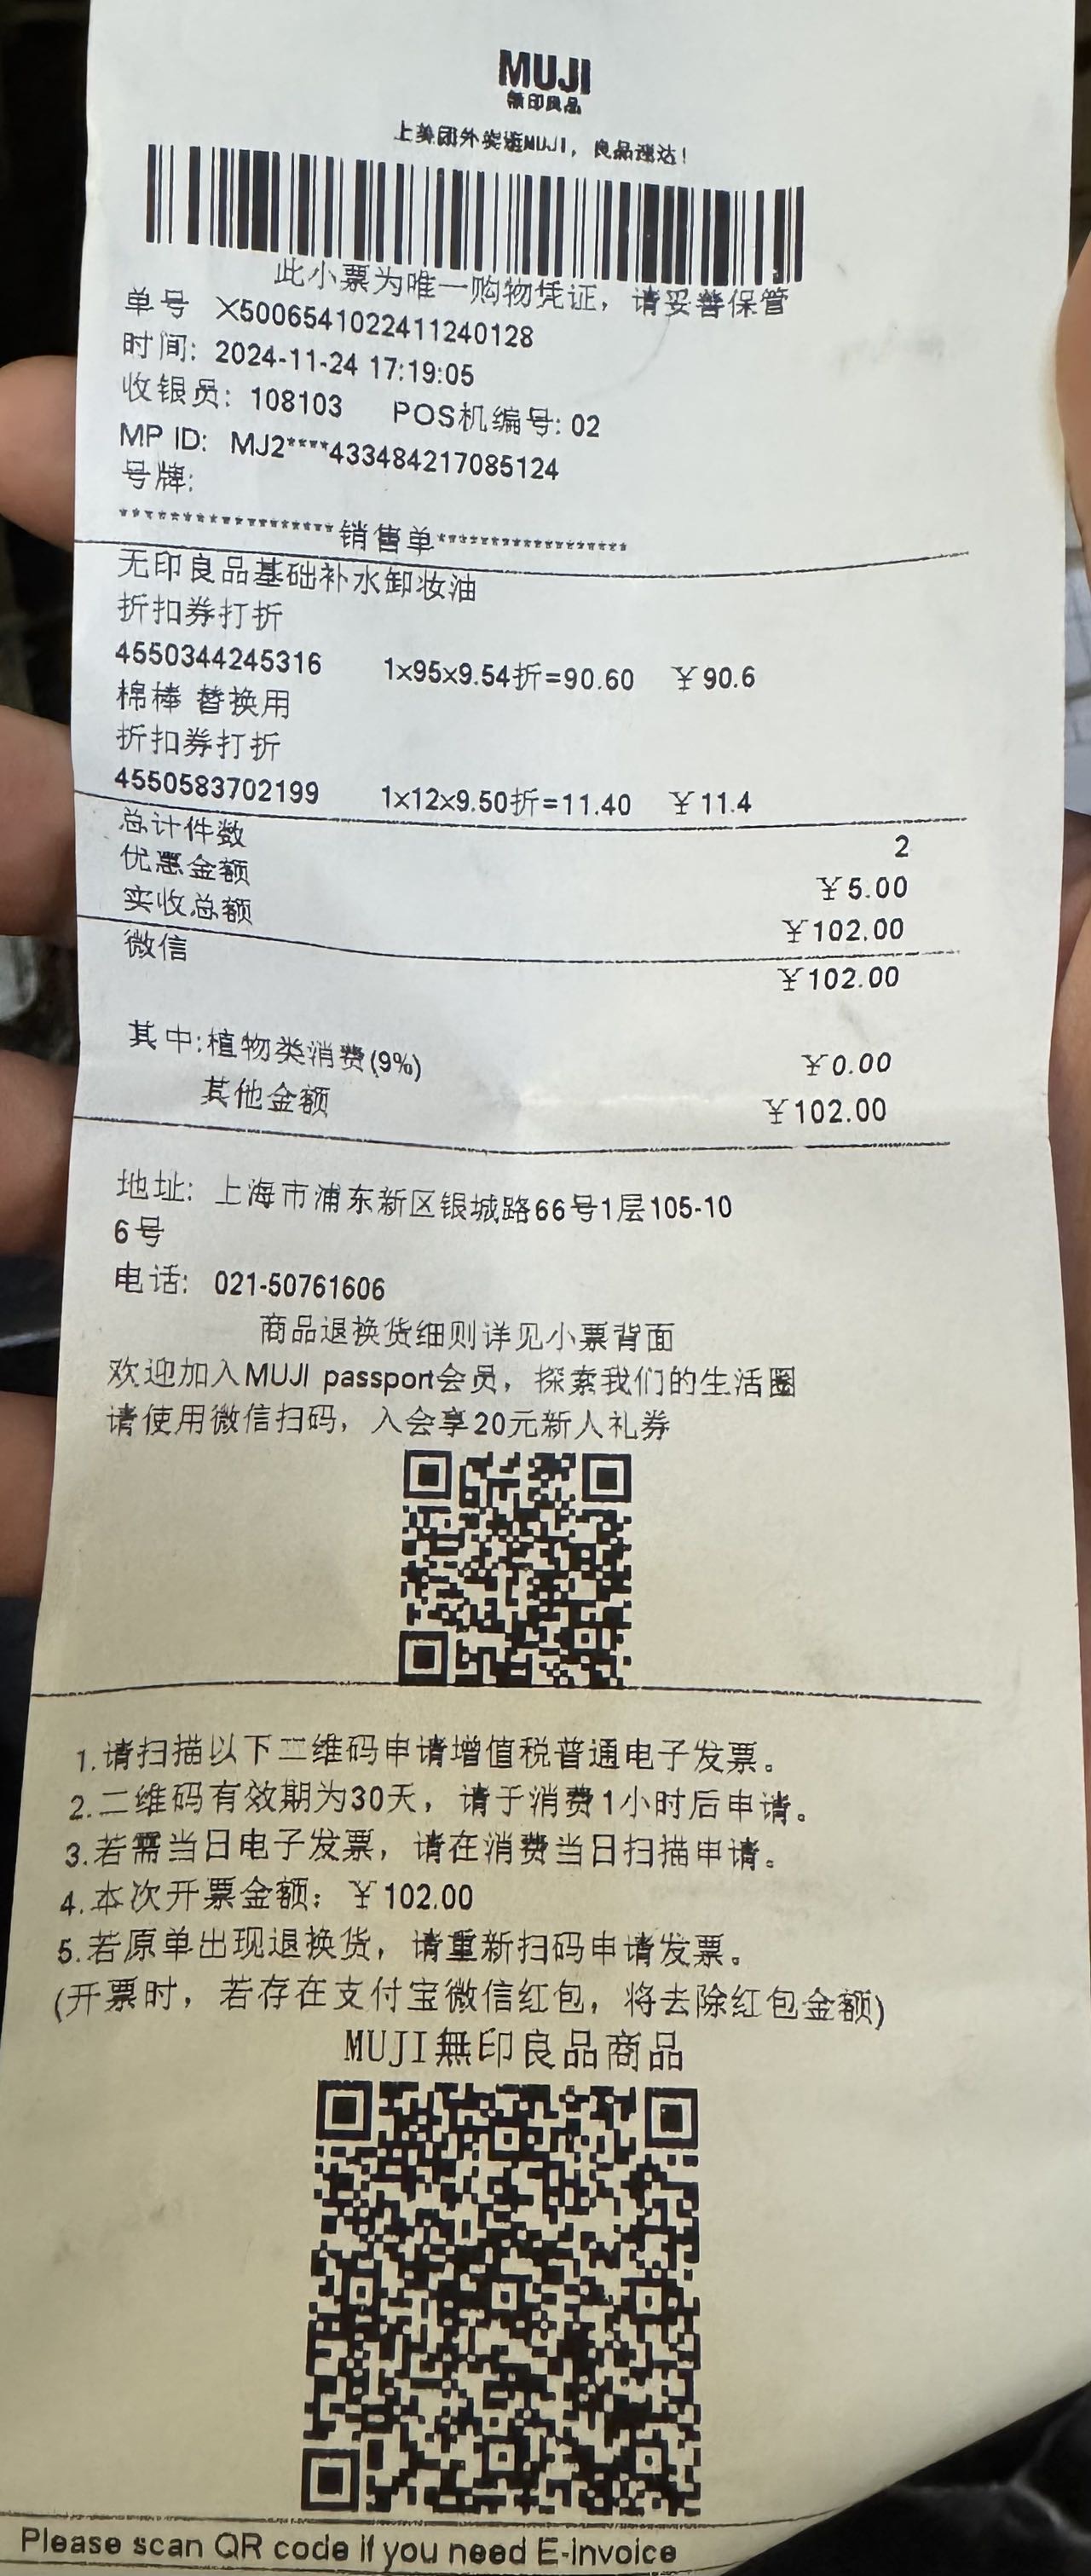 MUJI
無印良品
上美团外卖逛MUJI，良品速达！
此小票为唯一购物凭证，请妥善保管
单号 X5006541022411240128
时间: 2024-11-24 17:19:05
收银员: 108103 POS机编号: 02
MP ID: MJ2****433484217085124
号牌:
*****************销售单*****************
无印良品基础补水卸妆油
折扣券打折
4550344245316 1x95x9.54折=90.60 ￥90.6
棉棒 替换用
折扣券打折
4550583702199 1x12x9.50折=11.40 ￥11.4
总计件数 2
优惠金额 ￥5.00
实收总额 ￥102.00
微信 ￥102.00
其中:植物类消费(9%) ￥0.00
其他金额 ￥102.00
地址: 上海市浦东新区银城路66号1层105-10
6号
电话: 021-50761606
商品退换货细则详见小票背面
欢迎加入MUJI passport会员，探索我们的生活圈
请使用微信扫码，入会享20元新人礼券
1.请扫描以下二维码申请增值税普通电子发票。
2.二维码有效期为30天，请于消费1小时后申请。
3.若需当日电子发票，请在消费当日扫描申请。
4.本次开票金额：￥102.00
5.若原单出现退换货，请重新扫码申请发票。
(开票时，若存在支付宝微信红包，将去除红包金额)
MUJI無印良品商品
Please scan QR code if you need E-invoice